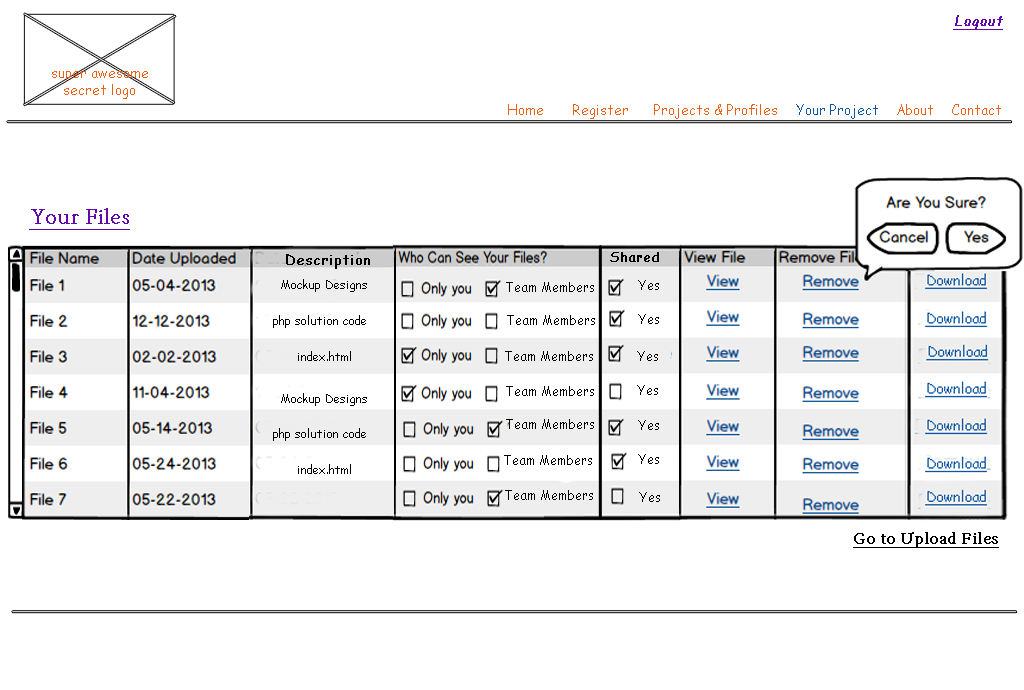 Logout
super awesome
secret logo
Home Register Projects & Profiles Your Project About Contact
Are You Sure?
Cancel Yes
Your Files
File Name Date Uploaded Description Who Can See Your Files? Shared View File Remove
File 1 05-04-2013 Mockup Designs Only you Team Members Yes View Remove Download
File 2 12-12-2013 php solution code Only you Team Members Yes View Remove Download
File 3 02-02-2013 index.html Only you Team Members Yes View Remove Download
File 4 11-04-2013 Mockup Designs Only you Team Members Yes View Remove Download
File 5 05-14-2013 php solution code Only you Team Members Yes View Remove Download
File 6 05-24-2013 index.html Only you Team Members Yes View Remove Download
File 7 05-22-2013 Only you Team Members Yes View Remove Download
Go to Upload Files